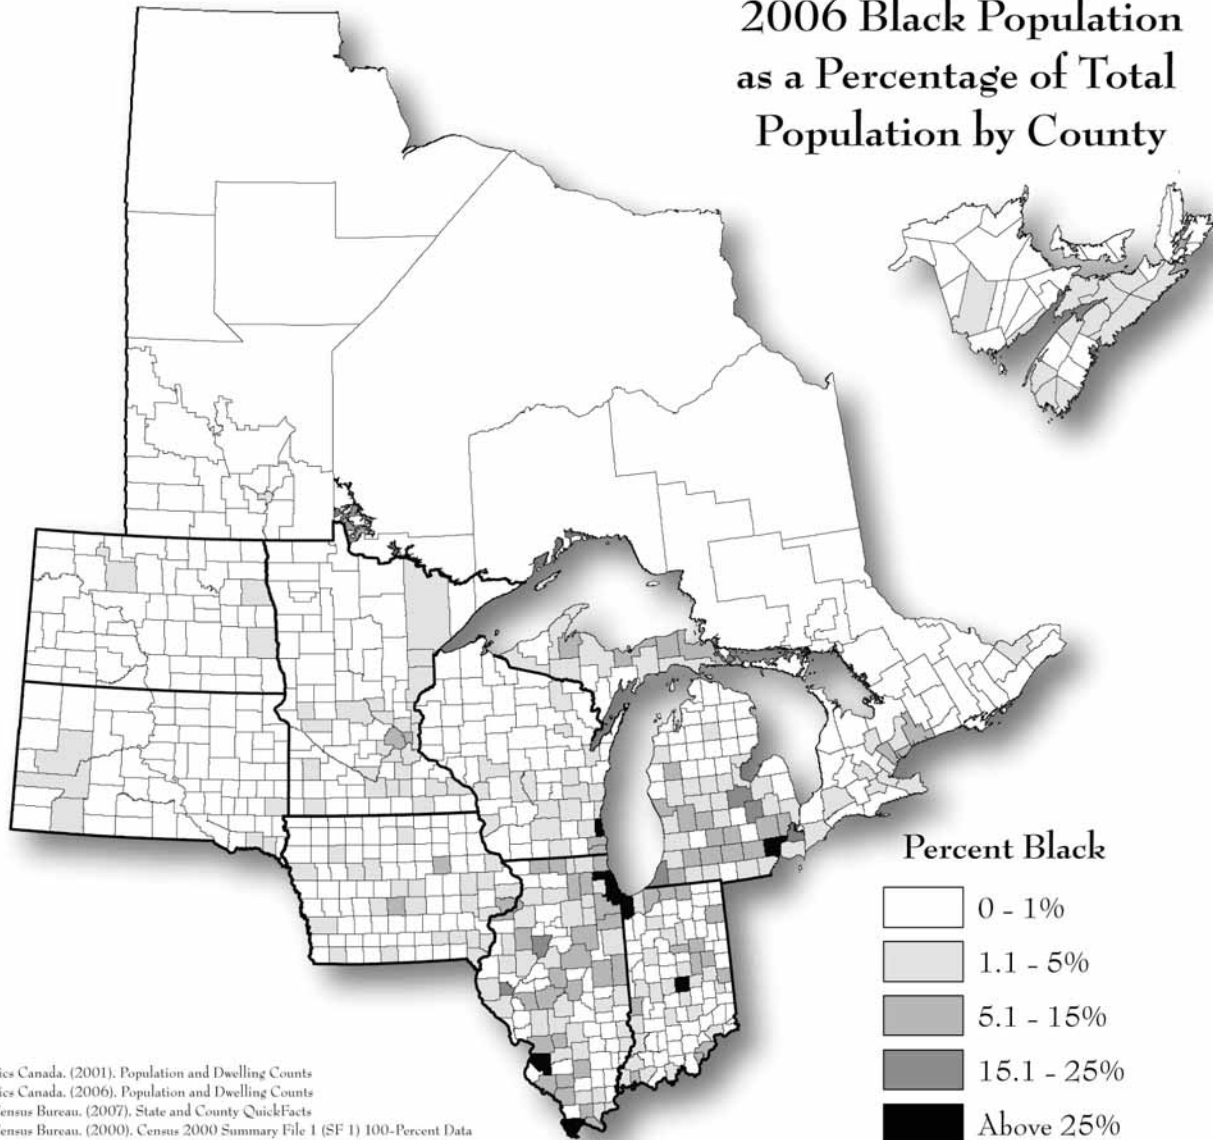 2006 Black Population
as a Percentage of Total
Population by County
Percent Black
0 - 1%
1.1 - 5%
5.1 - 15%
15.1 - 25%
Above 25%
ics Canada. (2001). Population and Dwelling Counts
ics Canada. (2006). Population and Dwelling Counts
ensus Bureau. (2007). State and County QuickFacts
ensus Bureau. (2000). Census 2000 Summary File 1 (SF 1) 100-Percent Data